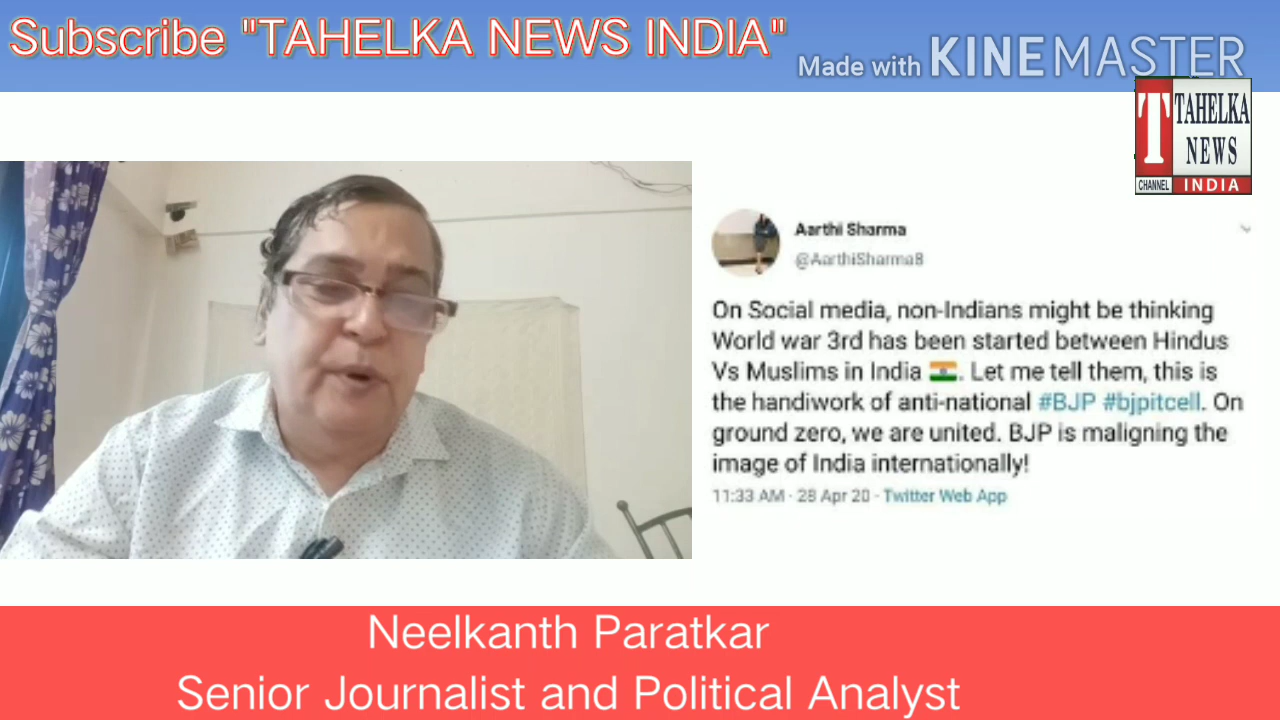 Subscribe "TAHELKA NEWS INDIA"
Made with KINEMASTER
T TAHELKA
NEWS
CHANNEL INDIA
Aarthi Sharma
@AarthiSharma8
On Social media, non-Indians might be thinking
World war 3rd has been started between Hindus
Vs Muslims in India 🇮🇳. Let me tell them, this is
the handiwork of anti-national #BJP #bjpitcell. On
ground zero, we are united. BJP is maligning the
image of India internationally!
11:33 AM · 28 Apr 20 · Twitter Web App
Neelkanth Paratkar
Senior Journalist and Political Analyst